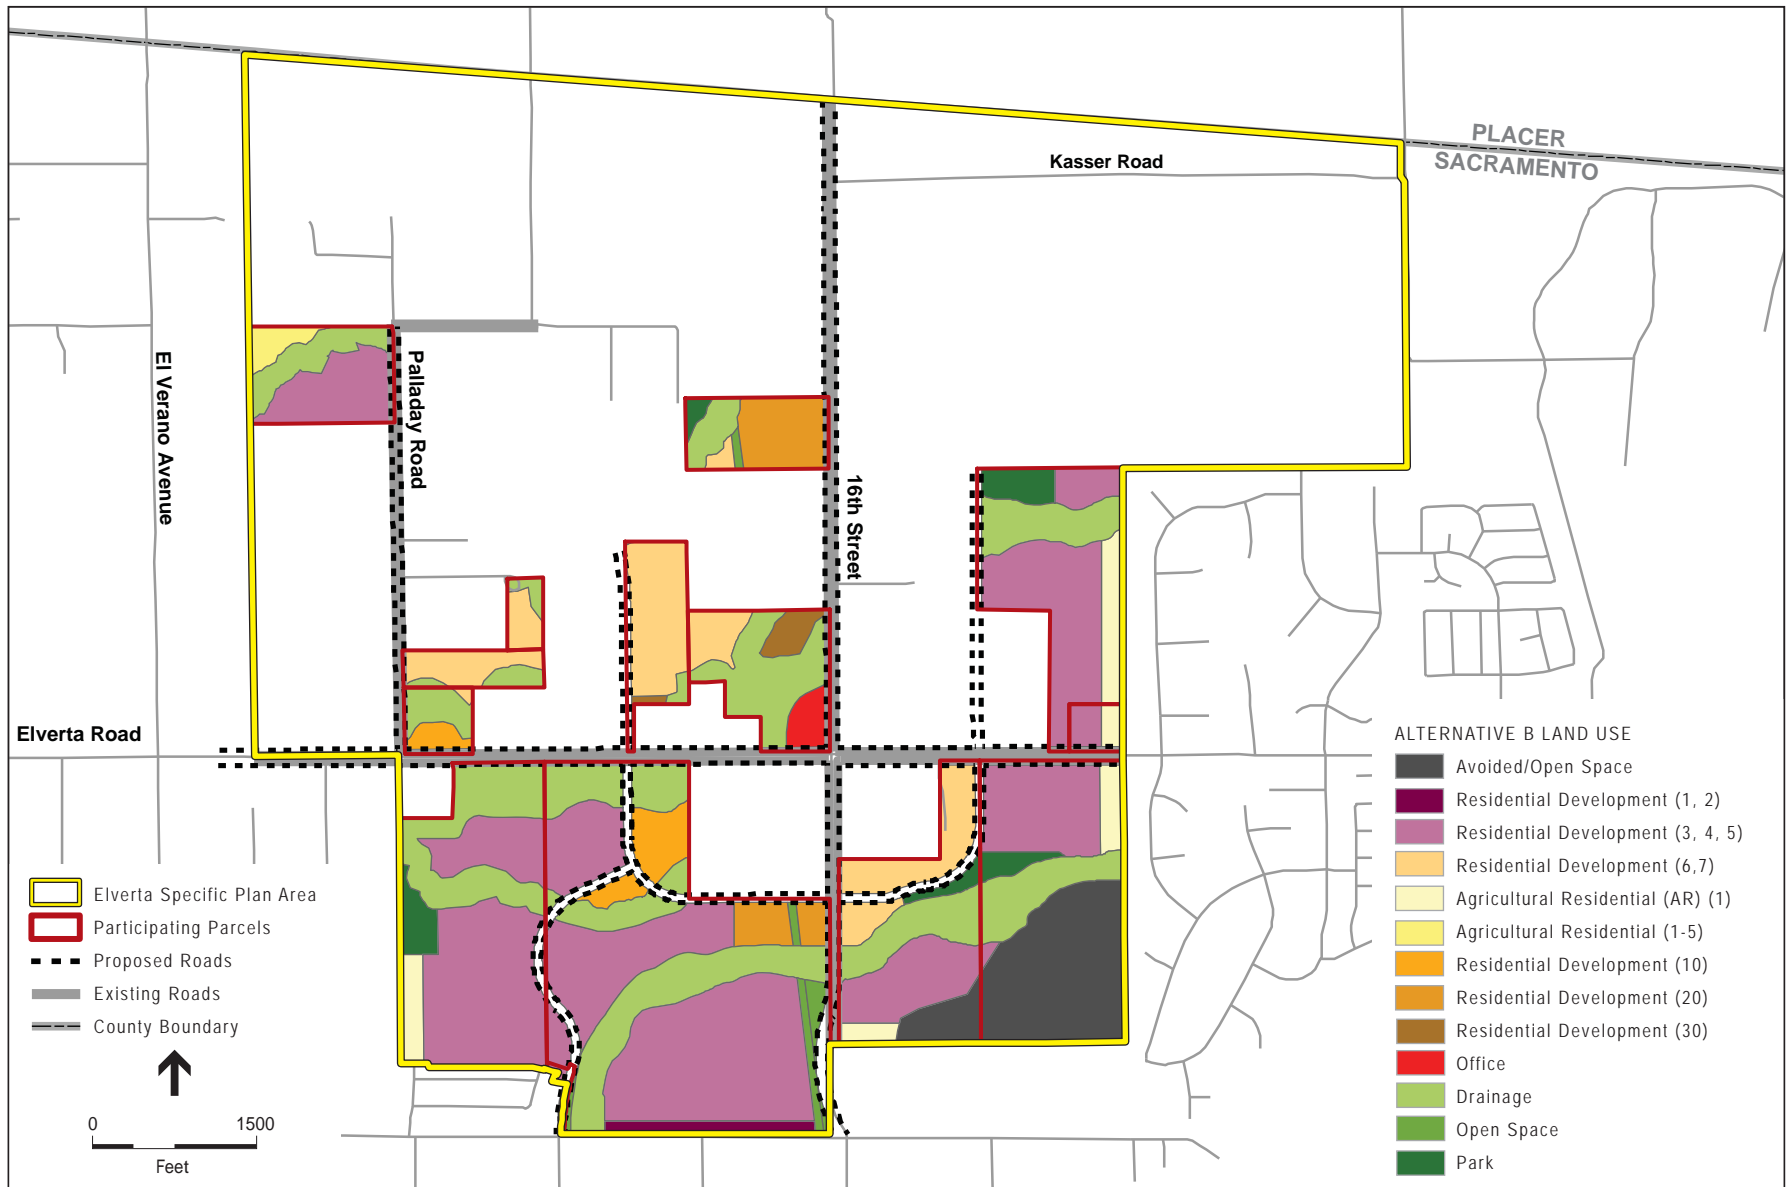 PLACER
SACRAMENTO
Kasser Road
El Verano Avenue
Palladay Road
16th Street
Elverta Road
Elverta Specific Plan Area
Participating Parcels
Proposed Roads
Existing Roads
County Boundary
0 1500
Feet
ALTERNATIVE B LAND USE
Avoided/Open Space
Residential Development (1, 2)
Residential Development (3, 4, 5)
Residential Development (6,7)
Agricultural Residential (AR) (1)
Agricultural Residential (1-5)
Residential Development (10)
Residential Development (20)
Residential Development (30)
Office
Drainage
Open Space
Park